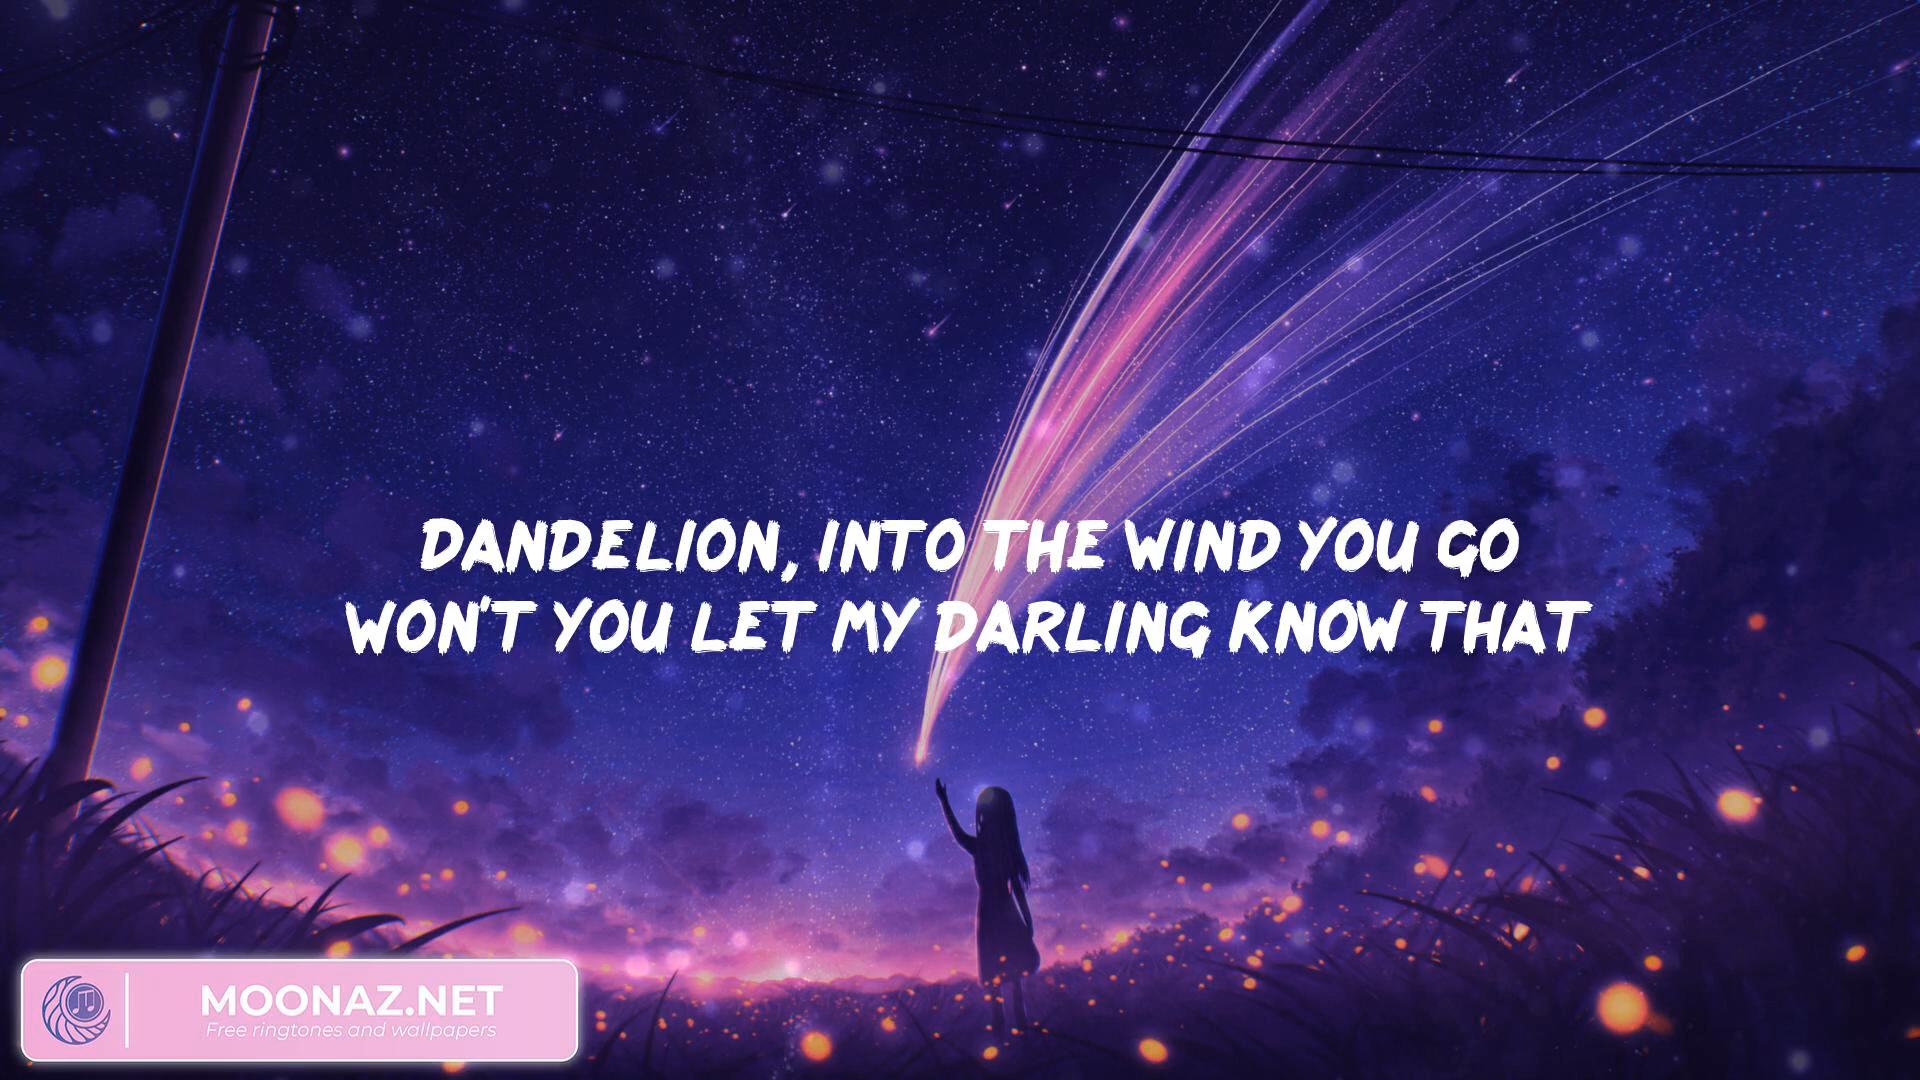 DANDELION, INTO THE WIND YOU GO
WON'T YOU LET MY DARLING KNOW THAT
MOONAZ.NET
Free ringtones and wallpapers